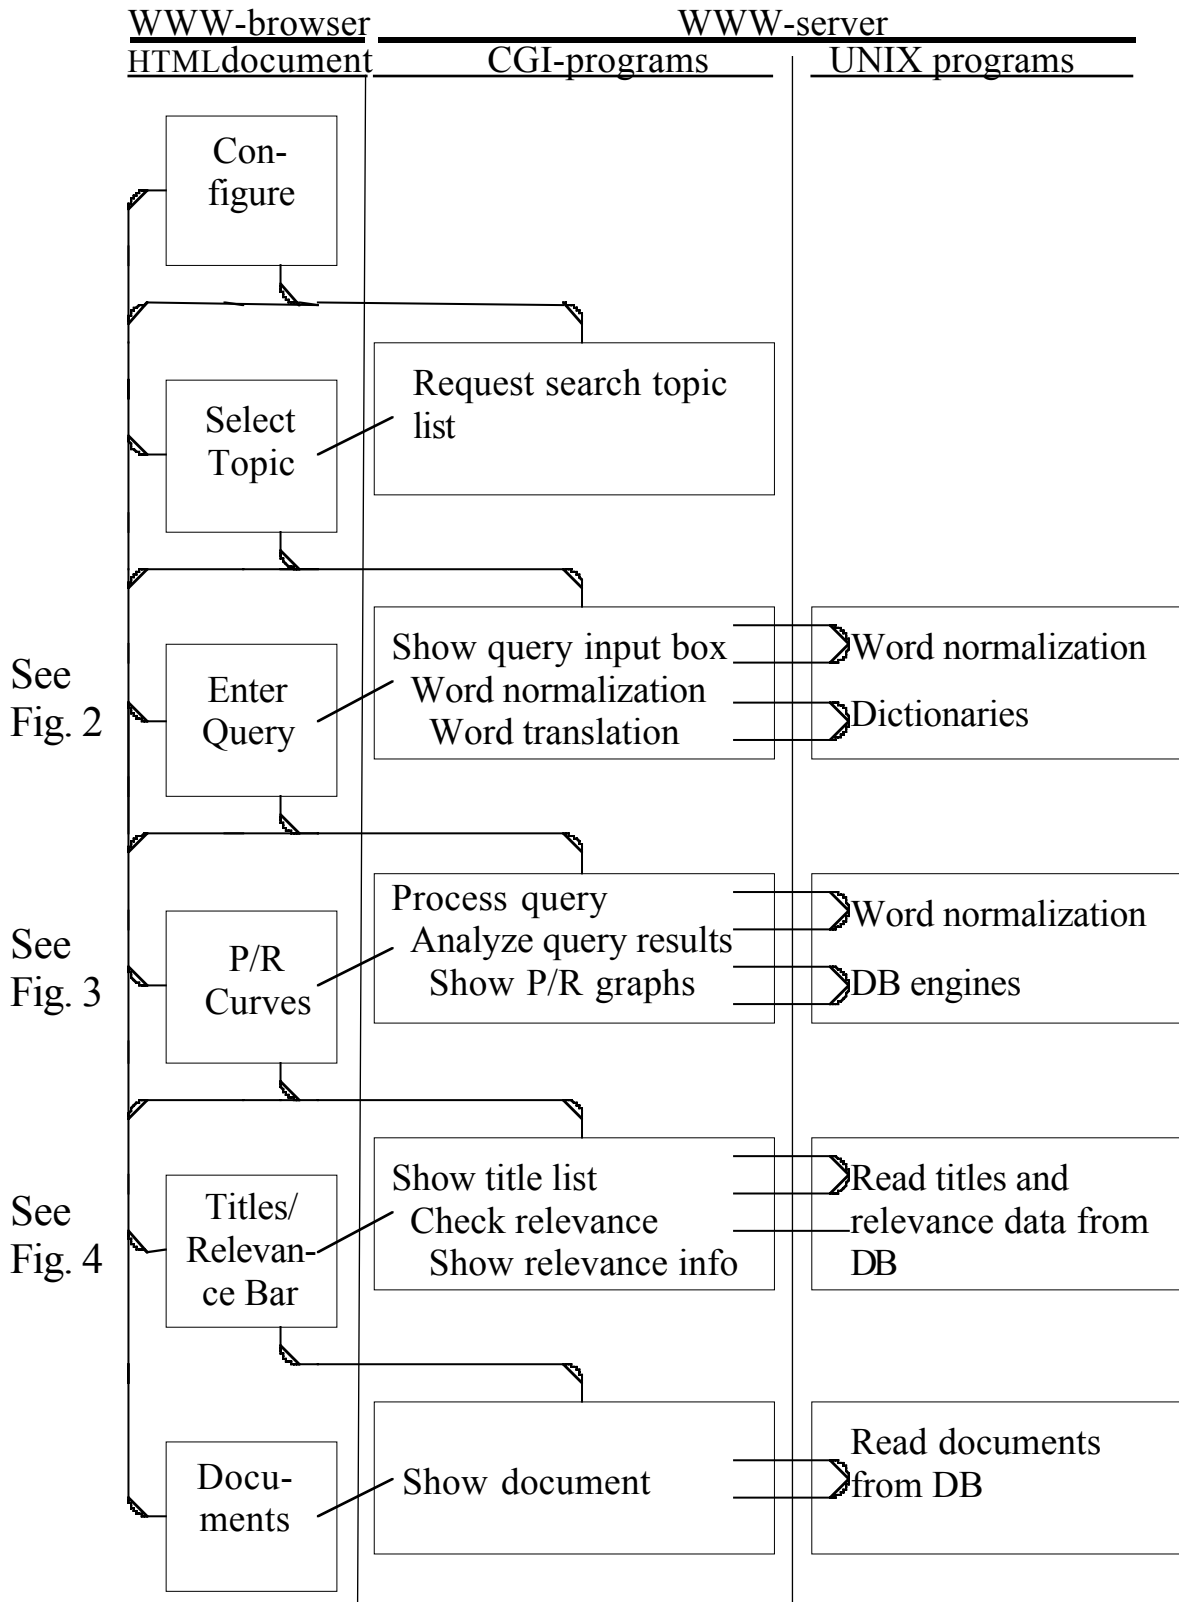 WWW-browser
WWW-server
HTMLdocument
CGI-programs
UNIX programs
Con-
figure
Select
Topic
Request search topic
list
See
Fig. 2
Enter
Query
Show query input box
Word normalization
Word translation
Word normalization
Dictionaries
See
Fig. 3
P/R
Curves
Process query
Analyze query results
Show P/R graphs
Word normalization
DB engines
See
Fig. 4
Titles/
Relevan-
ce Bar
Show title list
Check relevance
Show relevance info
Read titles and
relevance data from
DB
Docu-
ments
Show document
Read documents
from DB